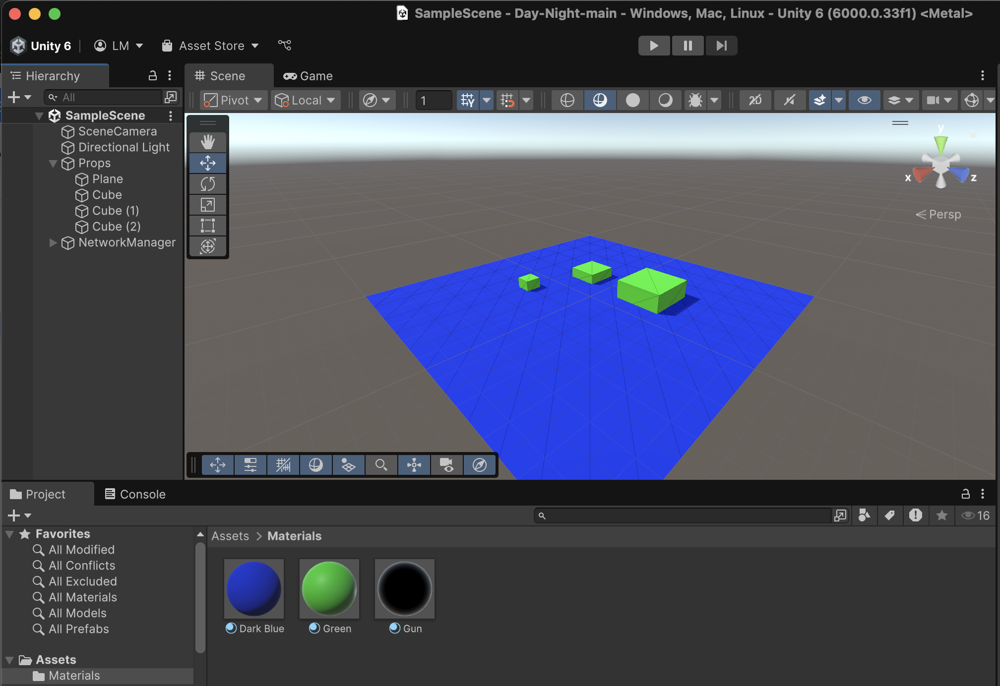 SampleScene - Day-Night-main - Windows, Mac, Linux - Unity 6 (6000.0.33f1) <Metal>
Unity 6
LM
Asset Store
Hierarchy
All
SampleScene
SceneCamera
Directional Light
Props
Plane
Cube
Cube (1)
Cube (2)
NetworkManager
Scene
Game
Pivot
Local
1
2D
y
x
z
Persp
Project
Console
16
Favorites
All Modified
All Conflicts
All Excluded
All Materials
All Models
All Prefabs
Assets
Materials
Assets > Materials
Dark Blue
Green
Gun